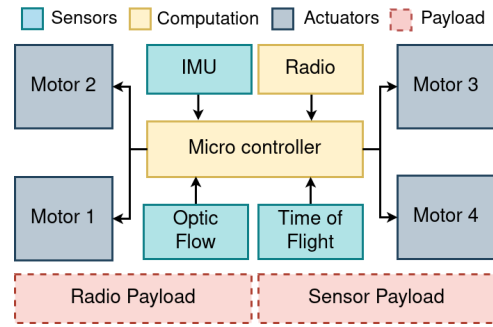 Sensors Computation Actuators Payload
Motor 2
IMU
Radio
Motor 3
Micro controller
Motor 1
Optic
Flow
Time of
Flight
Motor 4
Radio Payload
Sensor Payload